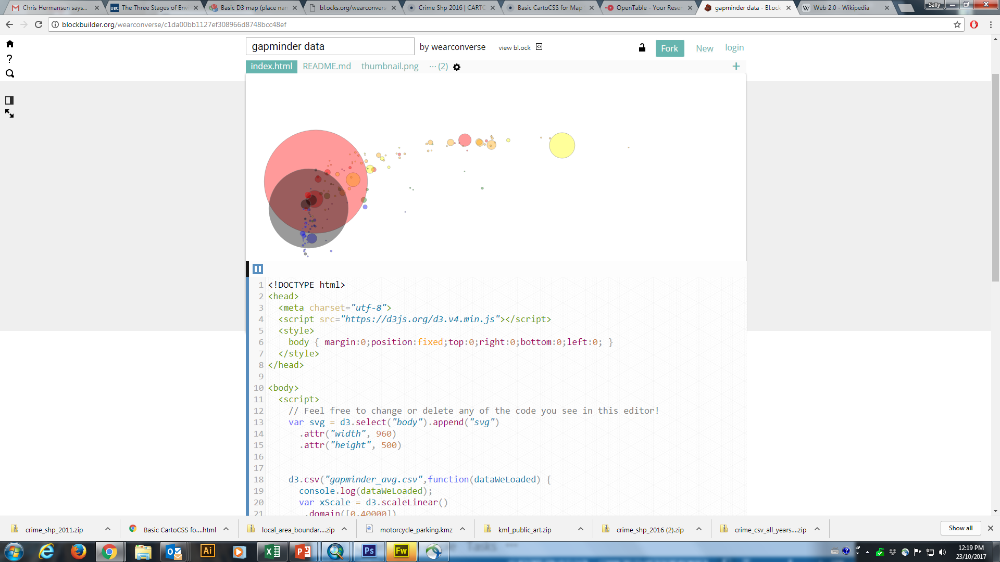 Chris Hermansen says...
The Three Stages of Env
Basic D3 map (place nam
bl.ocks.org/wearconvers
Crime Shp 2016 | CARTO
Basic CartoCSS for Map
OpenTable - Your Reser
gapminder data - Bl.ock
Web 2.0 - Wikipedia
Sally
blockbuilder.org/wearconverse/c1da00bb1127ef308966d8748bcc48ef
gapminder data by wearconverse view bl.ock Fork New login
index.html README.md thumbnail.png ··· (2) +
1 <!DOCTYPE html>
2 <head>
3 <meta charset="utf-8">
4 <script src="https://d3js.org/d3.v4.min.js"></script>
5 <style>
6 body { margin:0;position:fixed;top:0;right:0;bottom:0;left:0; }
7 </style>
8 </head>
9
10 <body>
11 <script>
12 // Feel free to change or delete any of the code you see in this editor!
13 var svg = d3.select("body").append("svg")
14 .attr("width", 960)
15 .attr("height", 500)
16
17
18 d3.csv("gapminder_avg.csv",function(dataWeLoaded) {
19 console.log(dataWeLoaded);
20 var xScale = d3.scaleLinear()
21 .domain([0,40000])
crime_shp_2011.zip
Basic CartoCSS fo....html
local_area_boundar....zip
motorcycle_parking.kmz
kml_public_art.zip
crime_shp_2016 (2).zip
crime_csv_all_years....zip
Show all
Tasks
12:19 PM
23/10/2017